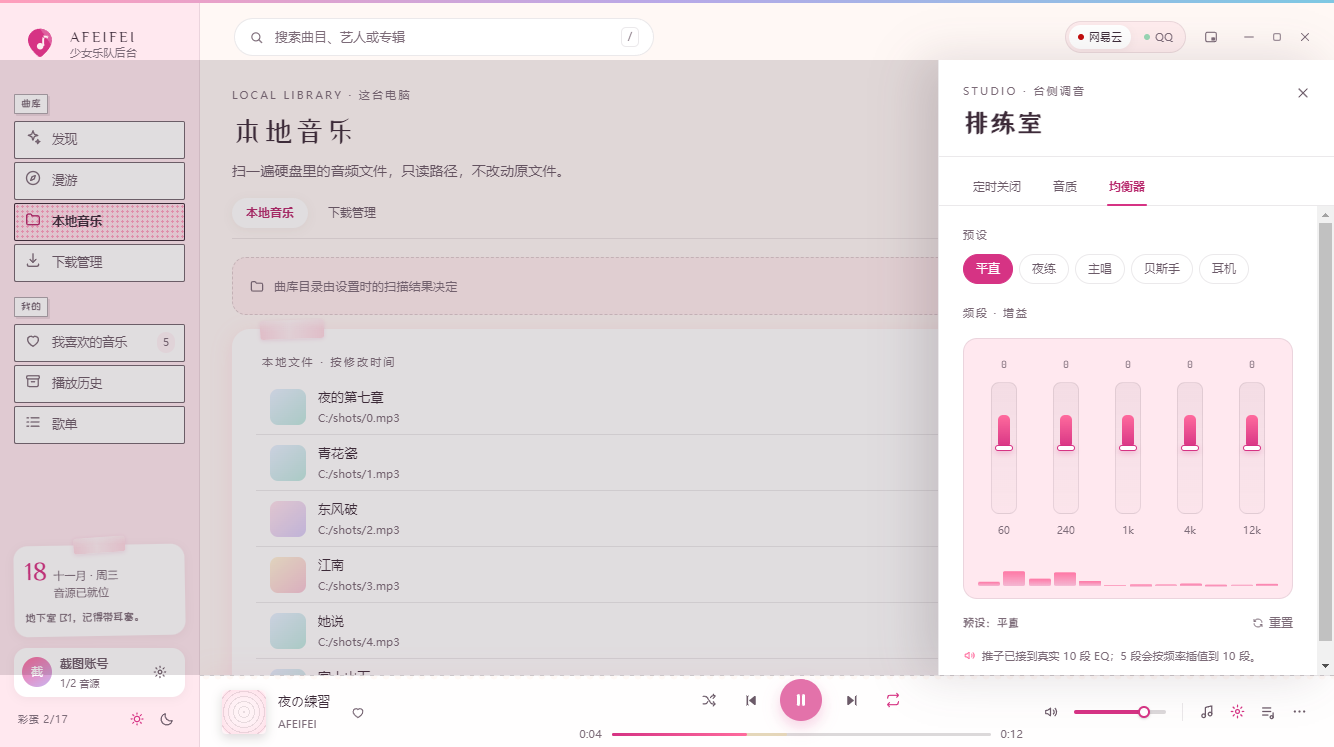 AFEIFEI
少女乐队后台
搜索曲目、艺人或专辑
/
网易云
QQ
曲库
发现
漫游
本地音乐
下载管理
我的
我喜欢的音乐
5
播放历史
歌单
18 十一月 · 周三
音源已就位
记得带耳塞。
截
截图账号
1/2 音源
彩蛋 2/17
LOCAL LIBRARY · 这台电脑
本地音乐
扫一遍硬盘里的音频文件，只读路径，不改动原文件。
本地音乐
下载管理
曲库目录由设置时的扫描结果决定
本地文件 · 按修改时间
夜的第七章
C:/shots/0.mp3
青花瓷
C:/shots/1.mp3
东风破
C:/shots/2.mp3
江南
C:/shots/3.mp3
她说
C:/shots/4.mp3
STUDIO · 台侧调音
排练室
定时关闭
音质
均衡器
预设
平直
夜练
主唱
贝斯手
耳机
频段 · 增益
0 0 0 0 0
60 240 1k 4k 12k
预设：平直
重置
推子已接到真实 10 段 EQ；5 段会按频率插值到 10 段。
夜の練習
AFEIFEI
0:04
0:12